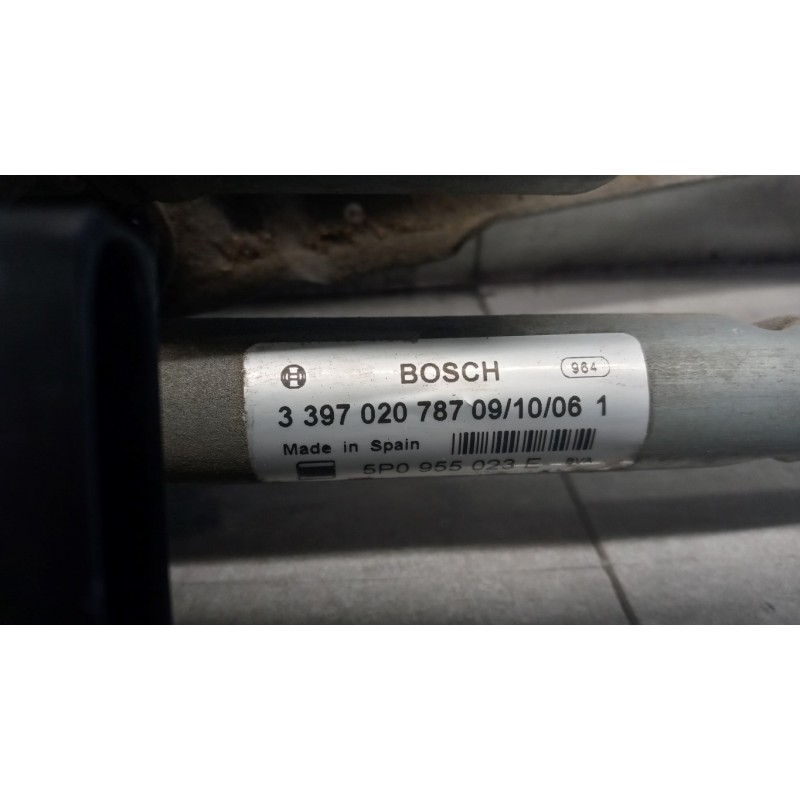 BOSCH 964
3 397 020 787 09/10/06 1
Made in Spain
5P0 955 023 E